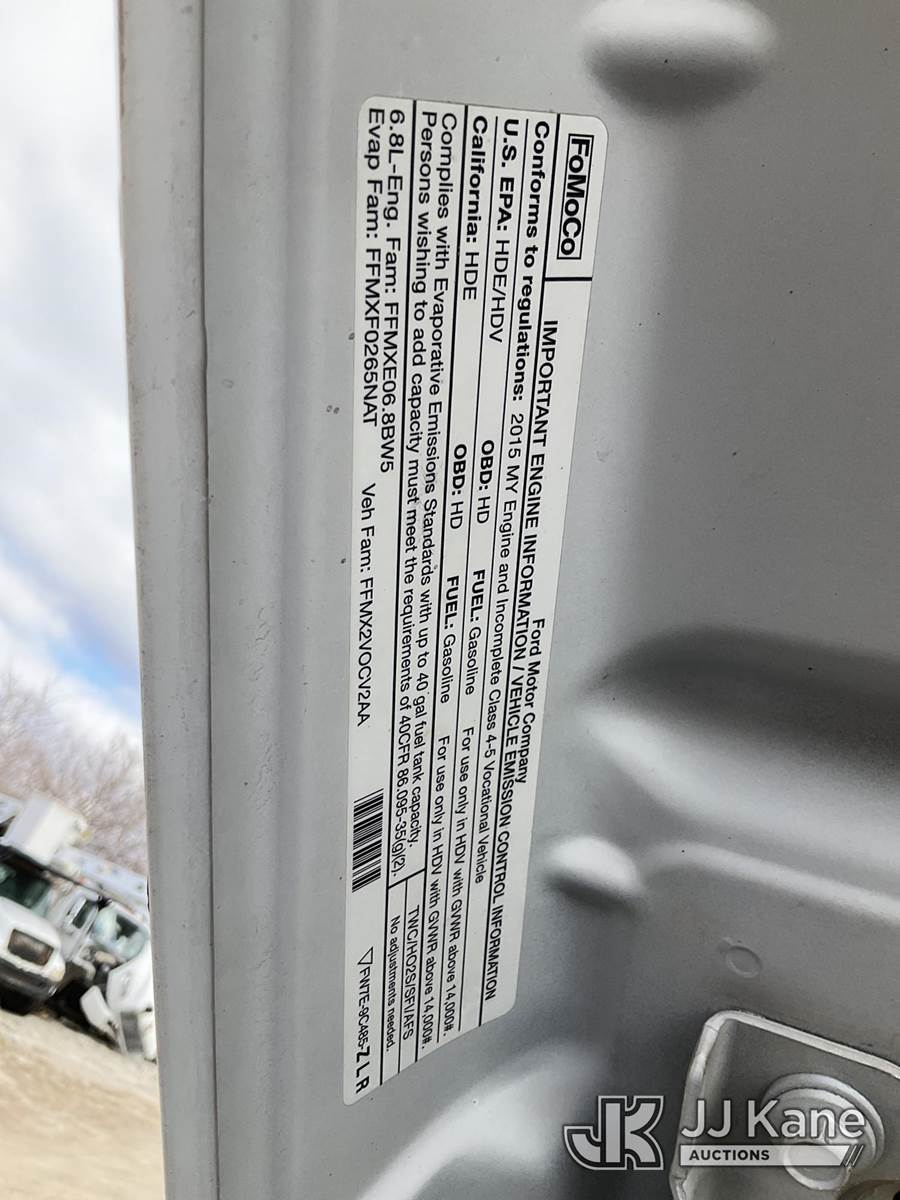 FoMoCo
Ford Motor Company
IMPORTANT ENGINE INFORMATION / VEHICLE EMISSION CONTROL INFORMATION
Conforms to regulations: 2015 MY Engine and Incomplete Class 4-5 Vocational Vehicle
U.S. EPA: HDE/HDV OBD: HD FUEL: Gasoline For use only in HDV with GVWR above 14,000#.
California: HDE OBD: HD FUEL: Gasoline For use only in HDV with GVWR above 14,000#.
Complies with Evaporative Emissions Standards with up to 40 gal fuel tank capacity.
Persons wishing to add capacity must meet the requirements of 40CFR 86.095-35(g)(2).
TWC/HO2S/SFI/AFS
No adjustments needed.
6.8L-Eng. Fam: FFMXE06.8BW5 Veh Fam: FFMX2VOCV2AA
Evap Fam: FFMXF0265NAT
FW7E-9C485-ZLR
JK JJ Kane
AUCTIONS